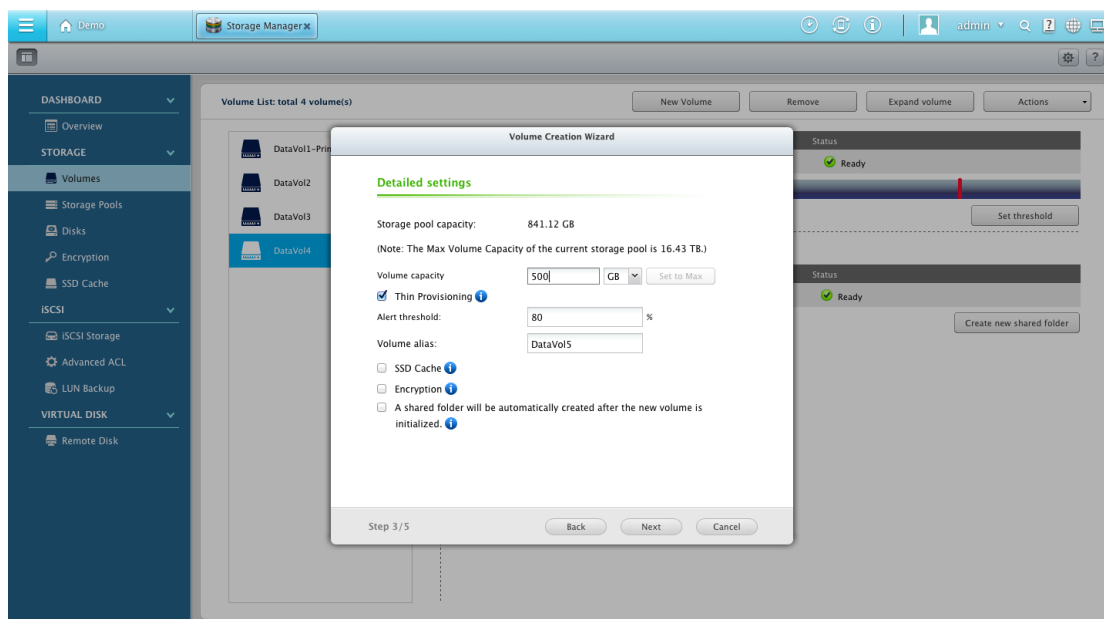 Demo
Storage Manager x
admin
DASHBOARD
Overview
STORAGE
Volumes
Storage Pools
Disks
Encryption
SSD Cache
iSCSI
iSCSI Storage
Advanced ACL
LUN Backup
VIRTUAL DISK
Remote Disk
Volume List: total 4 volume(s)
New Volume
Remove
Expand volume
Actions
DataVol1-Prin
DataVol2
DataVol3
DataVol4
Status
Ready
Set threshold
Status
Ready
Create new shared folder
Volume Creation Wizard
Detailed settings
Storage pool capacity: 841.12 GB
(Note: The Max Volume Capacity of the current storage pool is 16.43 TB.)
Volume capacity 500 GB Set to Max
Thin Provisioning
Alert threshold: 80 %
Volume alias: DataVol5
SSD Cache
Encryption
A shared folder will be automatically created after the new volume is
initialized.
Step 3/5 Back Next Cancel